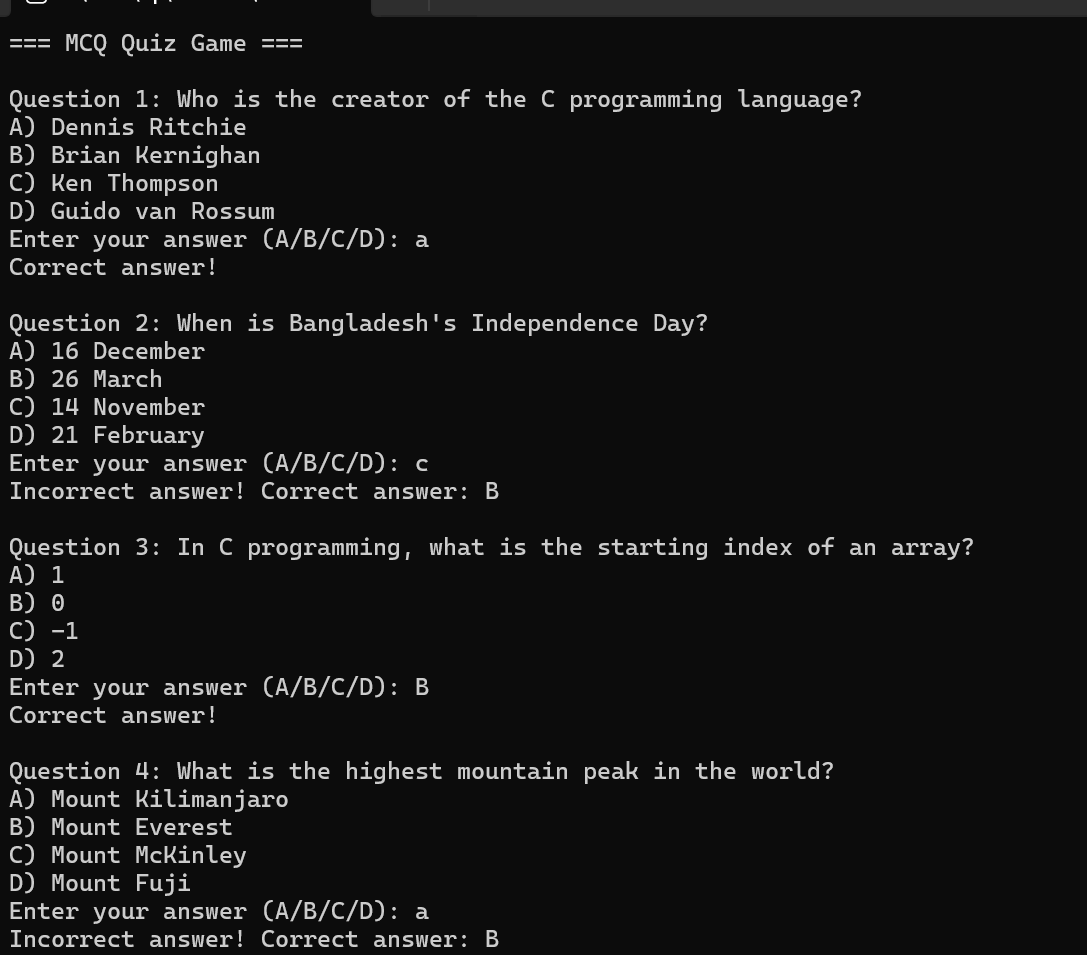 === MCQ Quiz Game ===
Question 1: Who is the creator of the C programming language?
A) Dennis Ritchie
B) Brian Kernighan
C) Ken Thompson
D) Guido van Rossum
Enter your answer (A/B/C/D): a
Correct answer!
Question 2: When is Bangladesh's Independence Day?
A) 16 December
B) 26 March
C) 14 November
D) 21 February
Enter your answer (A/B/C/D): c
Incorrect answer! Correct answer: B
Question 3: In C programming, what is the starting index of an array?
A) 1
B) 0
C) -1
D) 2
Enter your answer (A/B/C/D): B
Correct answer!
Question 4: What is the highest mountain peak in the world?
A) Mount Kilimanjaro
B) Mount Everest
C) Mount McKinley
D) Mount Fuji
Enter your answer (A/B/C/D): a
Incorrect answer! Correct answer: B